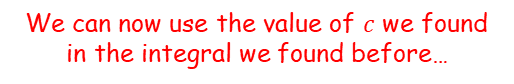 We can now use the value of c we found
in the integral we found before…